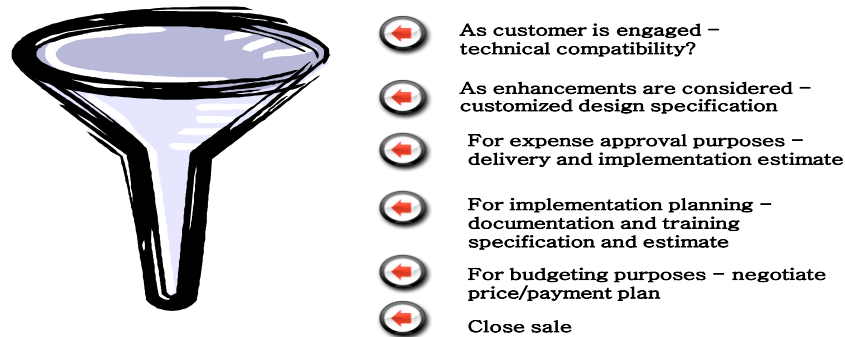 As customer is engaged –
technical compatibility?
As enhancements are considered –
customized design specification
For expense approval purposes –
delivery and implementation estimate
For implementation planning –
documentation and training
specification and estimate
For budgeting purposes – negotiate
price/payment plan
Close sale